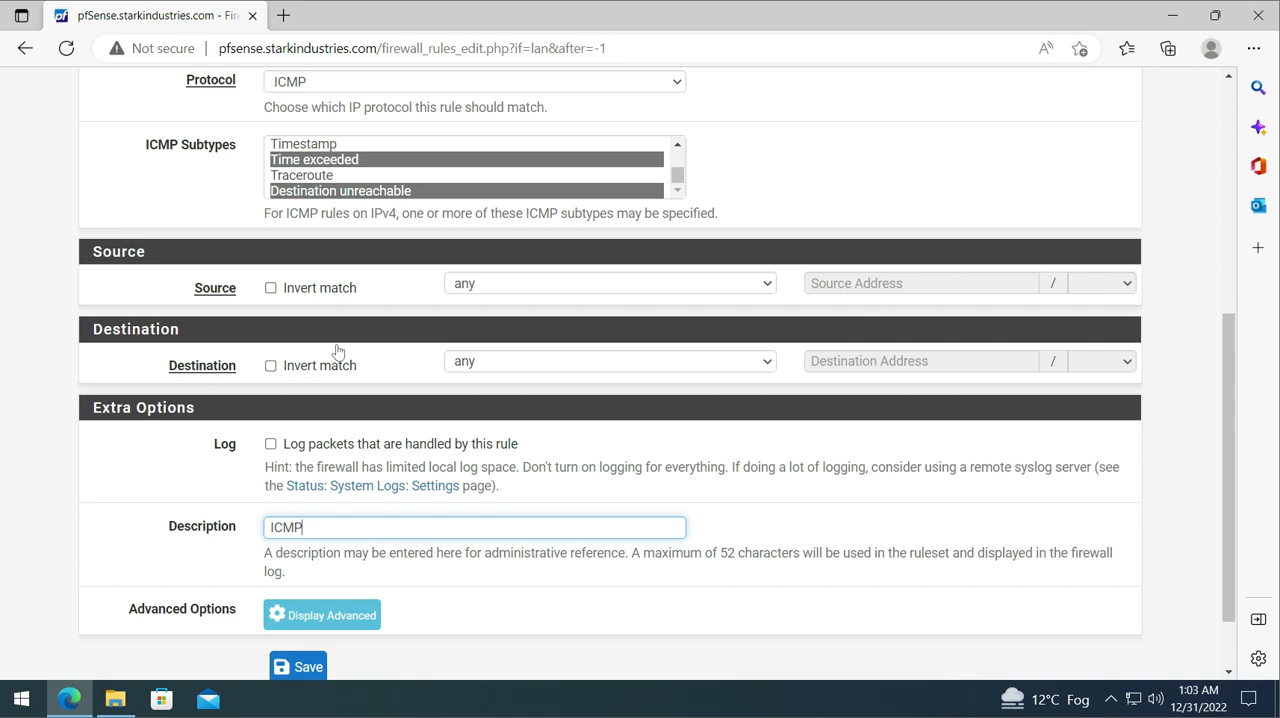 pfSense.starkindustries.com - Fire
Not secure
pfsense.starkindustries.com/firewall_rules_edit.php?if=lan&after=-1
Protocol
ICMP
Choose which IP protocol this rule should match.
ICMP Subtypes
Timestamp
Time exceeded
Traceroute
Destination unreachable
For ICMP rules on IPv4, one or more of these ICMP subtypes may be specified.
Source
Source
Invert match
any
Source Address
/
Destination
Destination
Invert match
any
Destination Address
/
Extra Options
Log
Log packets that are handled by this rule
Hint: the firewall has limited local log space. Don't turn on logging for everything. If doing a lot of logging, consider using a remote syslog server (see
the Status: System Logs: Settings page).
Description
ICMP
A description may be entered here for administrative reference. A maximum of 52 characters will be used in the ruleset and displayed in the firewall
log.
Advanced Options
Display Advanced
Save
12°C Fog
1:03 AM
12/31/2022